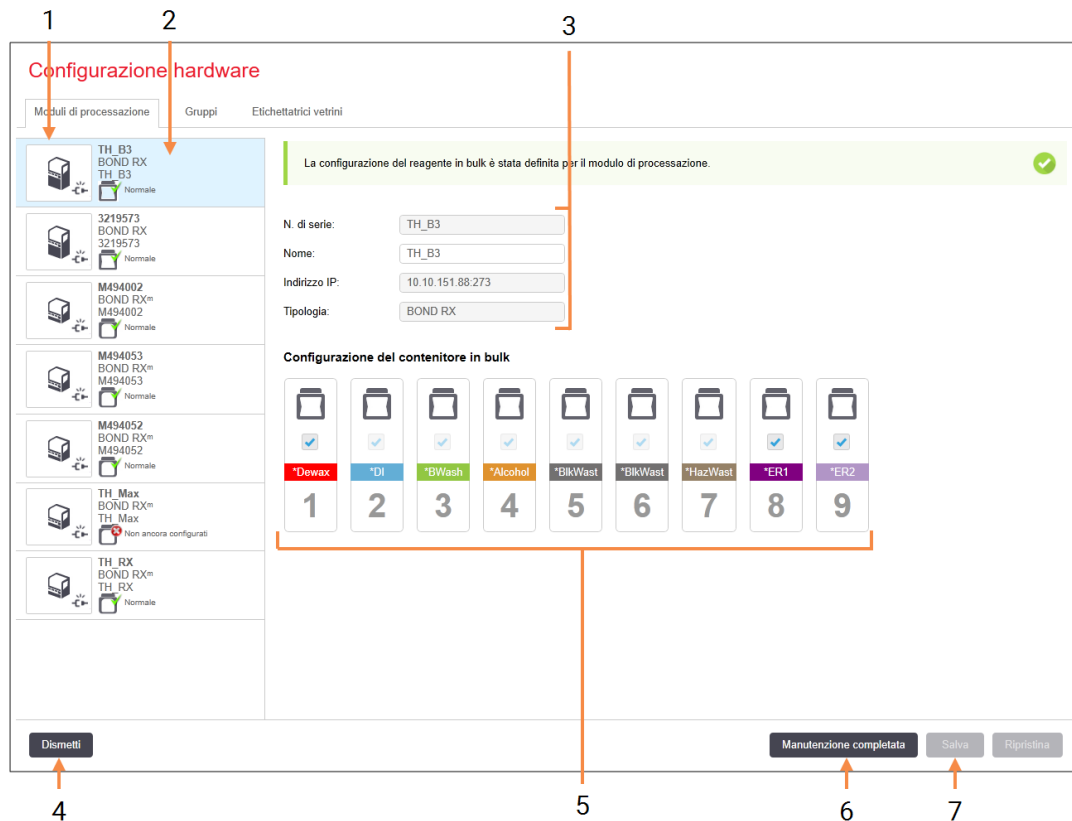 1
2
3
Configurazione hardware
Moduli di processazione
Gruppi
Etichettatrici vetrini
TH_B3
BOND RX
TH_B3
Normale
3219573
BOND RX
3219573
Normale
M494002
BOND RXᵐ
M494002
Normale
M494053
BOND RXᵐ
M494053
Normale
M494052
BOND RXᵐ
M494052
Normale
TH_Max
BOND RXᵐ
TH_Max
Non ancora configurati
TH_RX
BOND RXᵐ
TH_RX
Normale
La configurazione del reagente in bulk è stata definita per il modulo di processazione.
N. di serie: TH_B3
Nome: TH_B3
Indirizzo IP: 10.10.151.88:273
Tipologia: BOND RX
Configurazione del contenitore in bulk
*Dewax *DI *BWash *Alcohol *BlkWast *BlkWast *HazWast *ER1 *ER2
1 2 3 4 5 6 7 8 9
Dismetti
Manutenzione completata
Salva
Ripristina
4
5
6
7